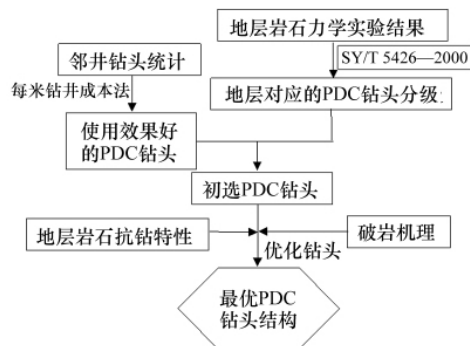 地层岩石力学实验结果
SY/T 5426—2000
邻井钻头统计
每米钻井成本法
地层对应的PDC钻头分级:
使用效果好
的PDC钻头
初选PDC钻头
地层岩石抗钻特性
破岩机理
优化钻头
最优PDC
钻头结构